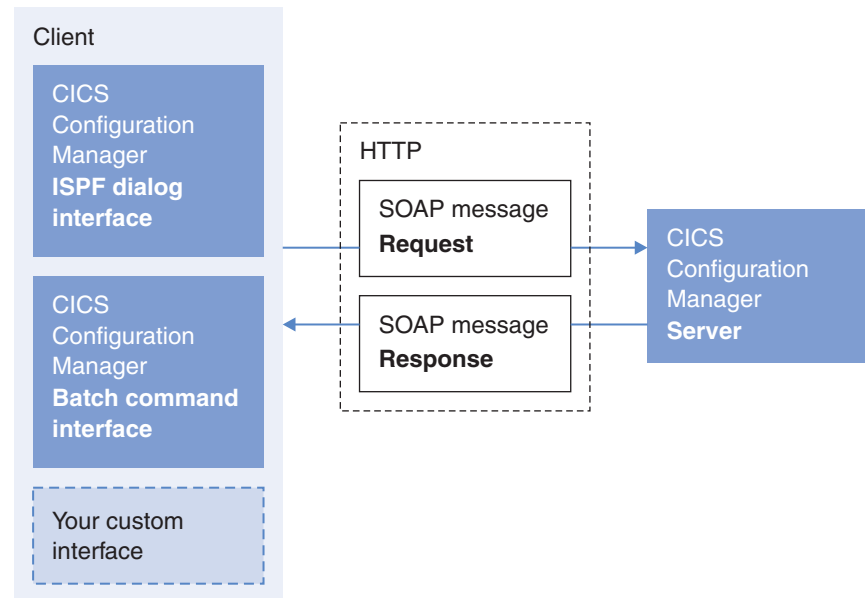 Client
CICS
Configuration
Manager
ISPF dialog
interface
CICS
Configuration
Manager
Batch command
interface
Your custom
interface
HTTP
SOAP message
Request
SOAP message
Response
CICS
Configuration
Manager
Server